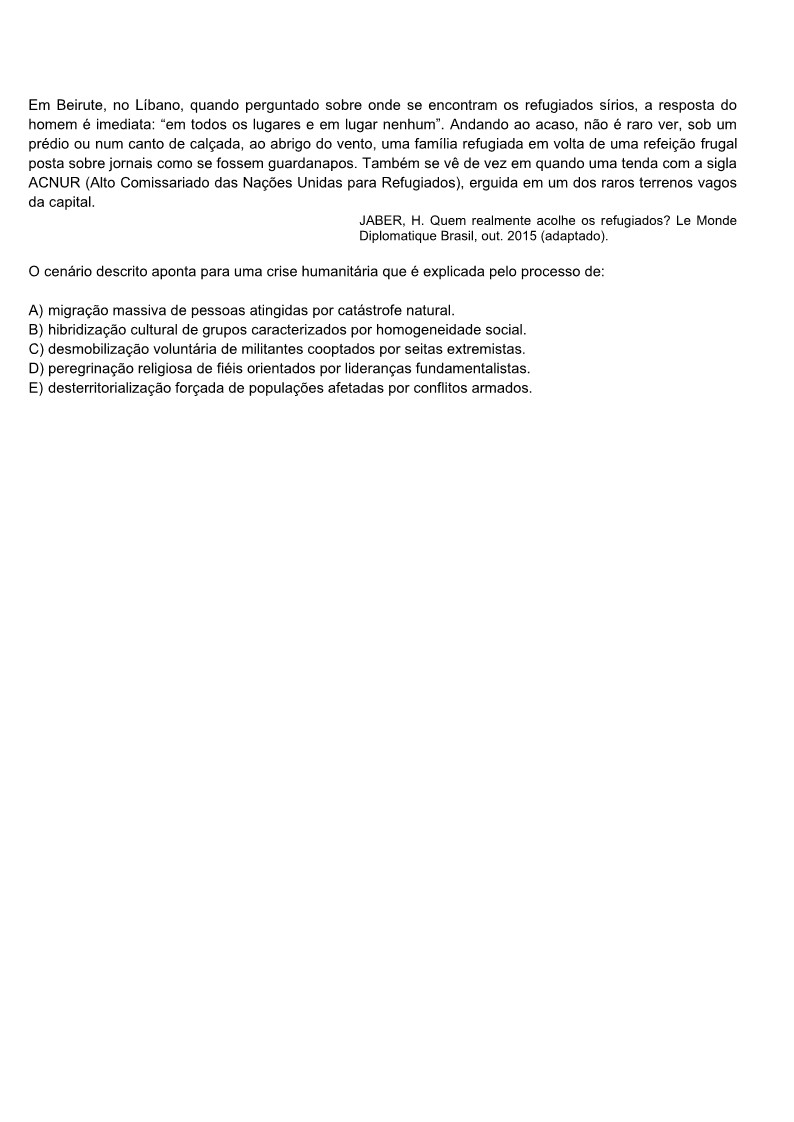 Em Beirute, no Líbano, quando perguntado sobre onde se encontram os refugiados sírios, a resposta do
homem é imediata: “em todos os lugares e em lugar nenhum”. Andando ao acaso, não é raro ver, sob um
prédio ou num canto de calçada, ao abrigo do vento, uma família refugiada em volta de uma refeição frugal
posta sobre jornais como se fossem guardanapos. Também se vê de vez em quando uma tenda com a sigla
ACNUR (Alto Comissariado das Nações Unidas para Refugiados), erguida em um dos raros terrenos vagos
da capital.
JABER, H. Quem realmente acolhe os refugiados? Le Monde
Diplomatique Brasil, out. 2015 (adaptado).
O cenário descrito aponta para uma crise humanitária que é explicada pelo processo de:
A) migração massiva de pessoas atingidas por catástrofe natural.
B) hibridização cultural de grupos caracterizados por homogeneidade social.
C) desmobilização voluntária de militantes cooptados por seitas extremistas.
D) peregrinação religiosa de fiéis orientados por lideranças fundamentalistas.
E) desterritorialização forçada de populações afetadas por conflitos armados.